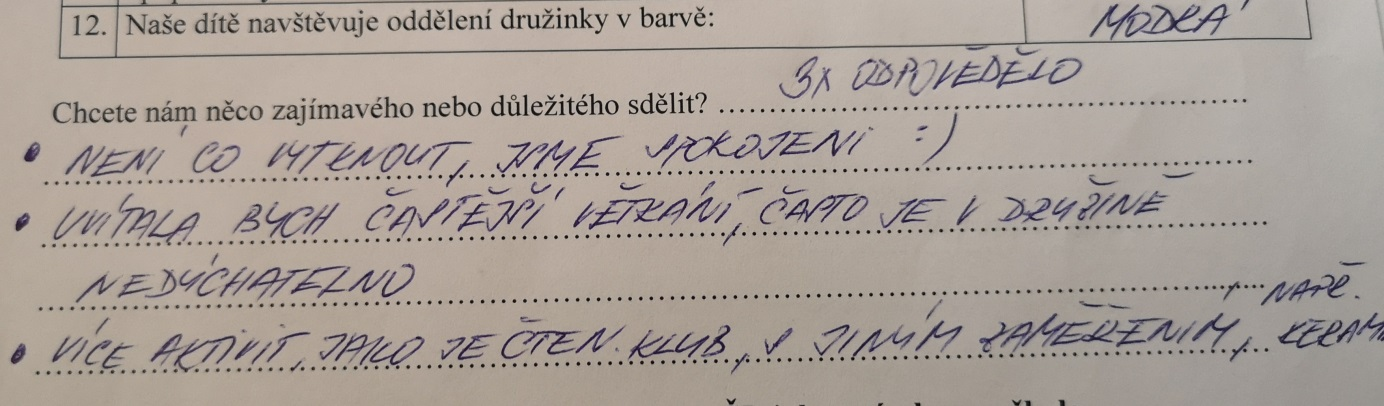 12. Naše dítě navštěvuje oddělení družinky v barvě: MODRÁ
Chcete nám něco zajímavého nebo důležitého sdělit? 3x ODPOVĚDĚLO
• NENÍ CO VYTKNOUT, JSME SPOKOJENI :)
• UVÍTALA BYCH ČASTĚJŠÍ VĚTRÁNÍ, ČASTO JE V DRUŽINĚ
NEDÝCHATELNO
• VÍCE AKTIVIT, JAKO JE ČTEN. KLUB, S JINÝM ZAMĚŘENÍM, NAPŘ. KERAM